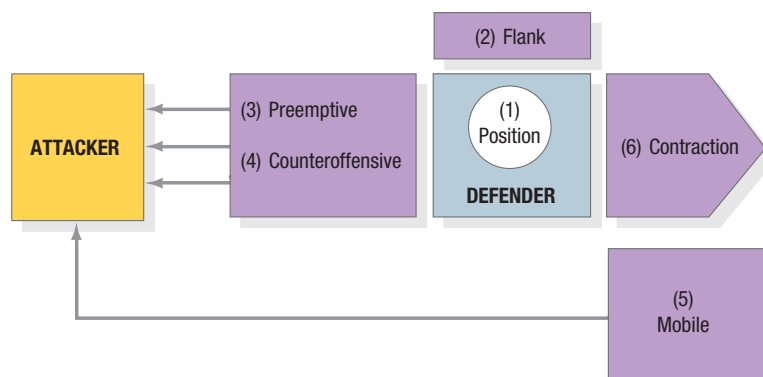 (2) Flank
ATTACKER
(3) Preemptive
(4) Counteroffensive
(1)
Position
DEFENDER
(6) Contraction
(5)
Mobile